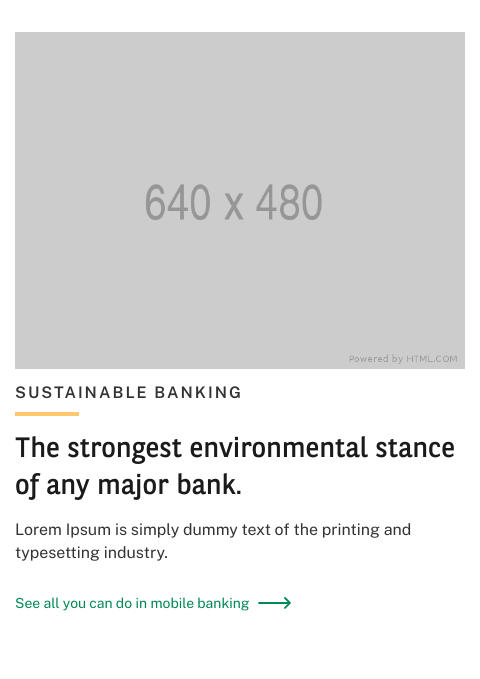 640 x 480
Powered by HTML.COM
SUSTAINABLE BANKING
The strongest environmental stance
of any major bank.
Lorem Ipsum is simply dummy text of the printing and
typesetting industry.
See all you can do in mobile banking